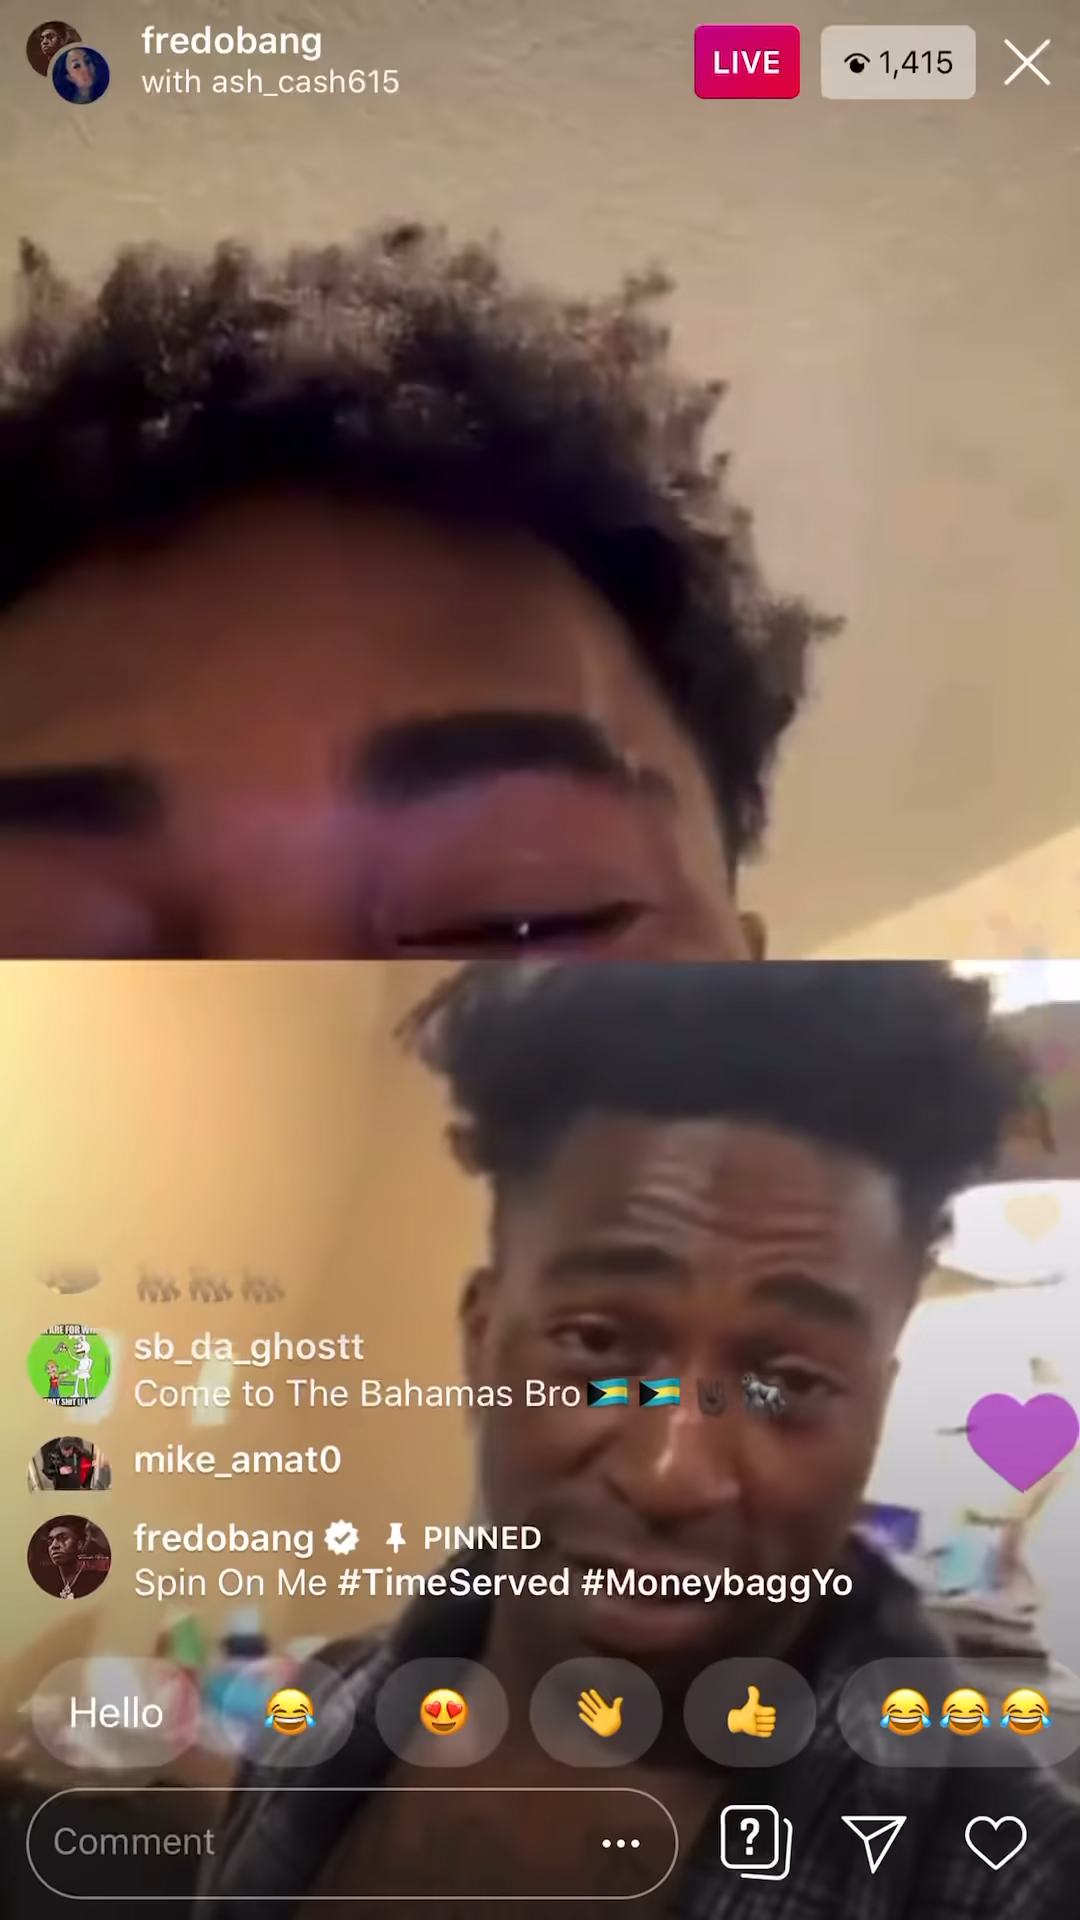 fredobang
with ash_cash615
LIVE
1,415
sb_da_ghostt
Come to The Bahamas Bro🇧🇸🇧🇸
mike_amat0
fredobang PINNED
Spin On Me #TimeServed #MoneybaggYo
Hello 😂 😍 👋 👍 😂😂😂
Comment